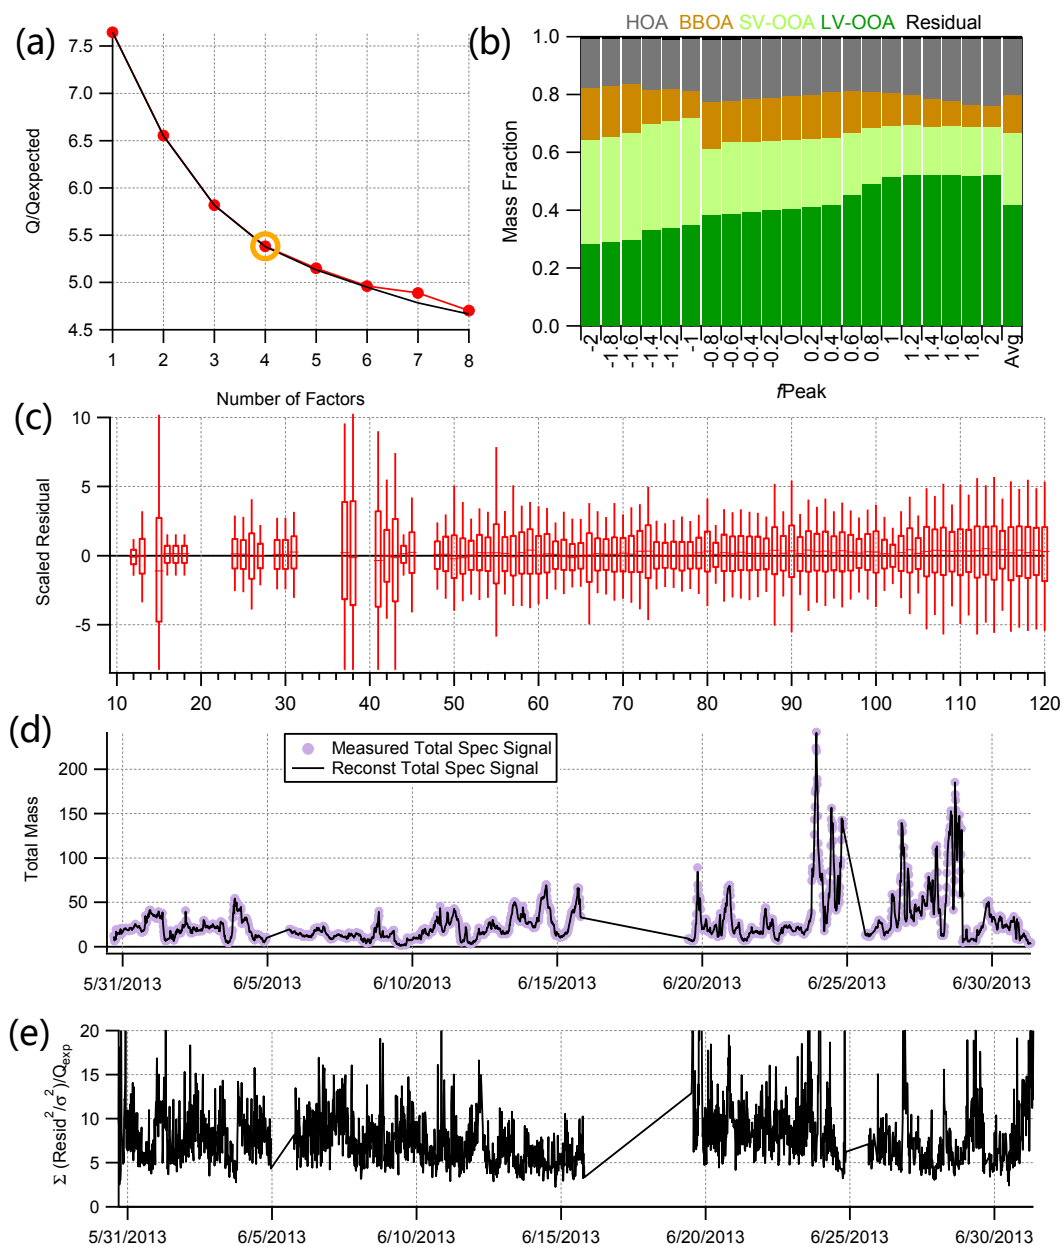 (a)
7.5
7.0
6.5
6.0
5.5
5.0
4.5
Q/Qexpected
1 2 3 4 5 6 7 8
Number of Factors
(b)
HOA BBOA SV-OOA LV-OOA Residual
1.0
0.8
0.6
0.4
0.2
0.0
Mass Fraction
-2 -1.8 -1.6 -1.4 -1.2 -1 -0.8 -0.6 -0.4 -0.2 0 0.2 0.4 0.6 0.8 1 1.2 1.4 1.6 1.8 2 Avg
fPeak
(c)
10
5
0
-5
Scaled Residual
10 20 30 40 50 60 70 80 90 100 110 120
(d)
Measured Total Spec Signal
Reconst Total Spec Signal
200
150
100
50
0
Total Mass
5/31/2013 6/5/2013 6/10/2013 6/15/2013 6/20/2013 6/25/2013 6/30/2013
(e)
20
15
10
5
0
Σ (Resid²/σ²)/Qexp
5/31/2013 6/5/2013 6/10/2013 6/15/2013 6/20/2013 6/25/2013 6/30/2013